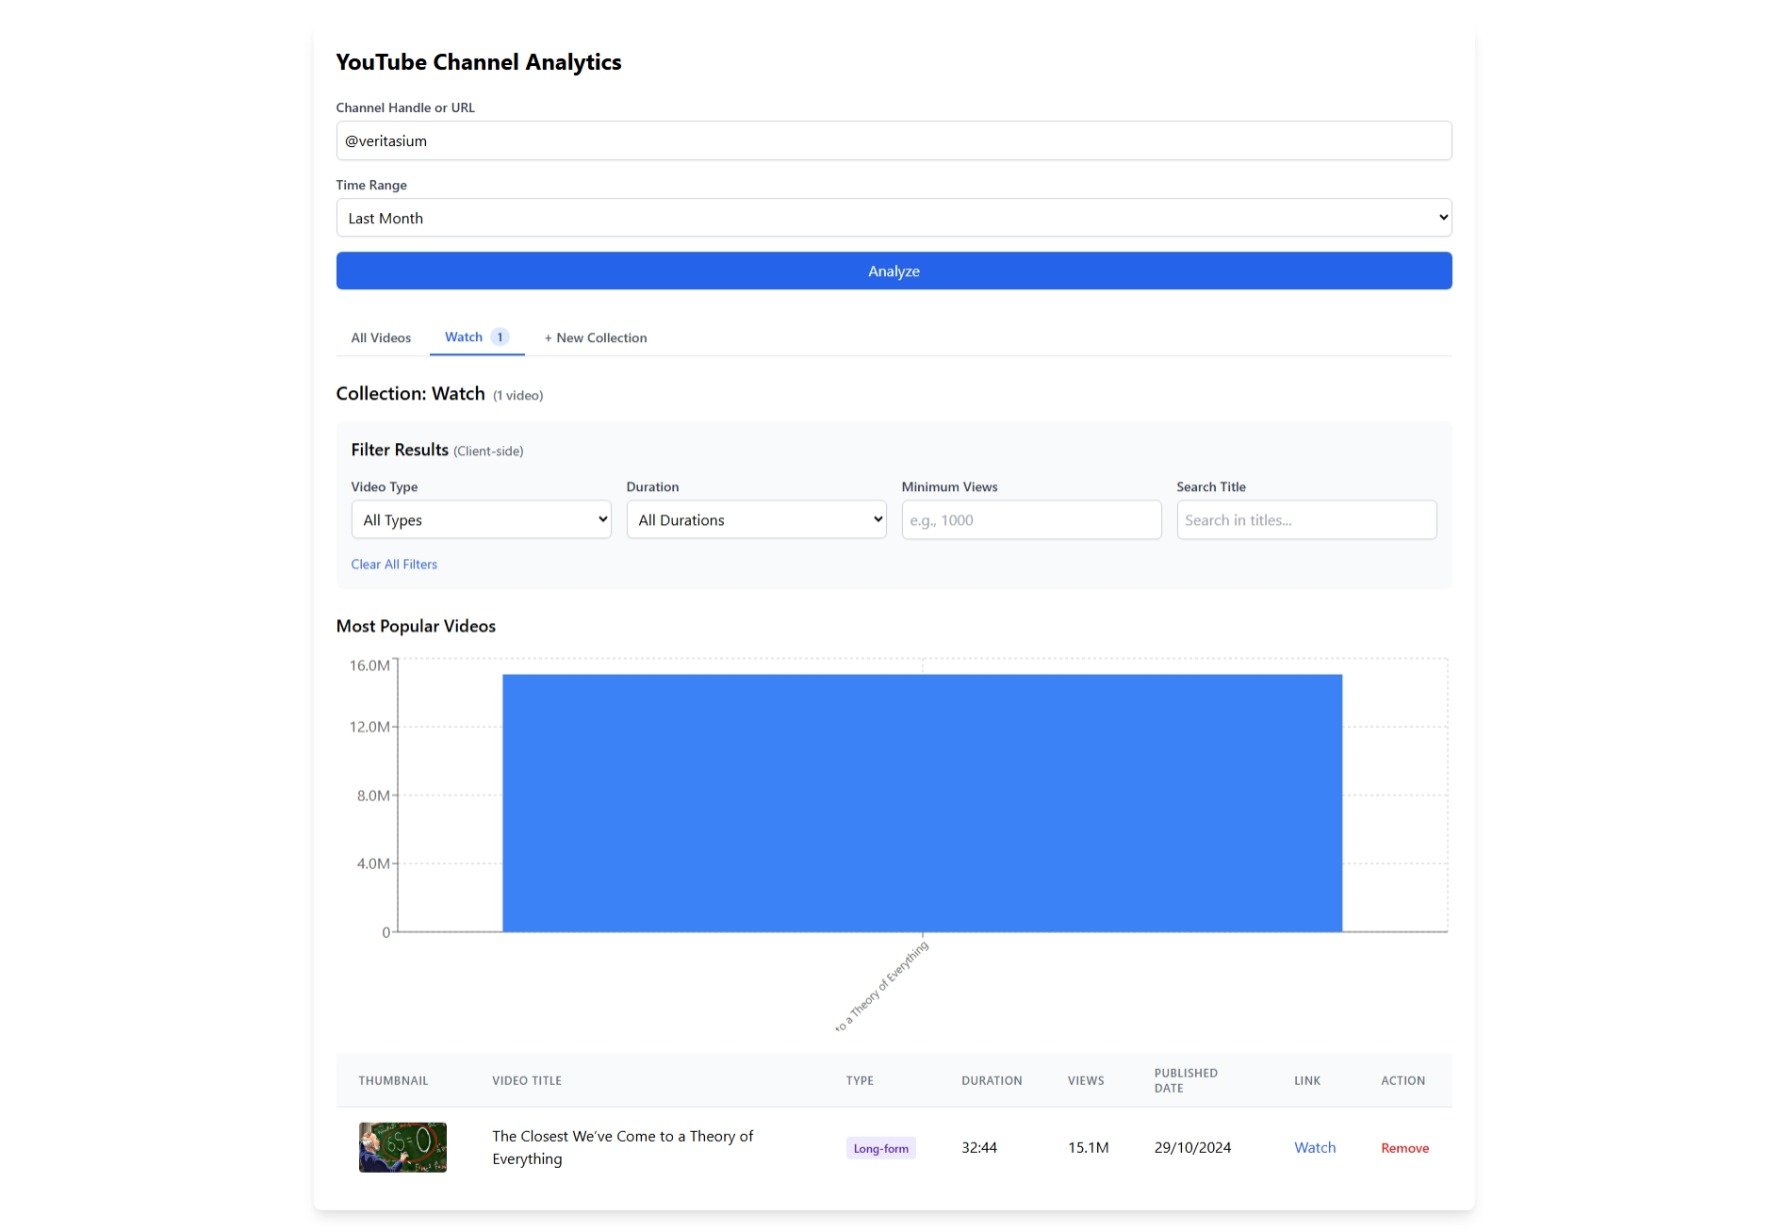 YouTube Channel Analytics
Channel Handle or URL
@veritasium
Time Range
Last Month
Analyze
All Videos
Watch 1
+ New Collection
Collection: Watch (1 video)
Filter Results (Client-side)
Video Type
Duration
Minimum Views
Search Title
All Types
All Durations
e.g., 1000
Search in titles...
Clear All Filters
Most Popular Videos
16.0M
12.0M
8.0M
4.0M
0
to a Theory of Everything
THUMBNAIL
VIDEO TITLE
TYPE
DURATION
VIEWS
PUBLISHED
DATE
LINK
ACTION
The Closest We've Come to a Theory of
Everything
Long-form
32:44
15.1M
29/10/2024
Watch
Remove